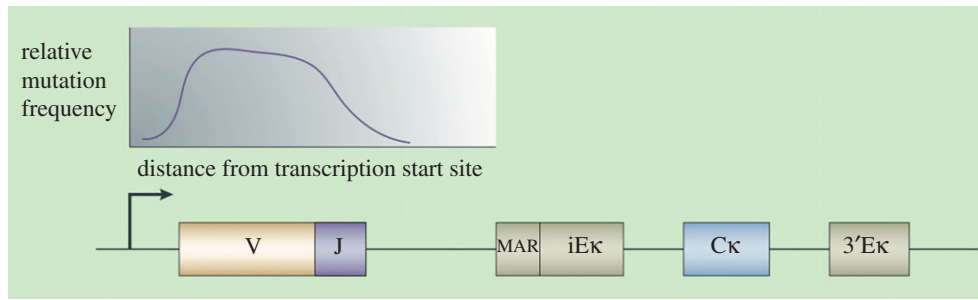 relative
mutation
frequency
distance from transcription start site
V J MAR iEκ Cκ 3′Eκ